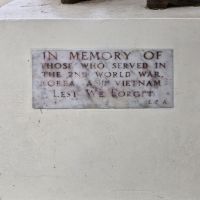 IN MEMORY OF
THOSE WHO SERVED IN
THE 2ND WORLD WAR,
KOREA AND VIETNAM
LEST WE FORGET